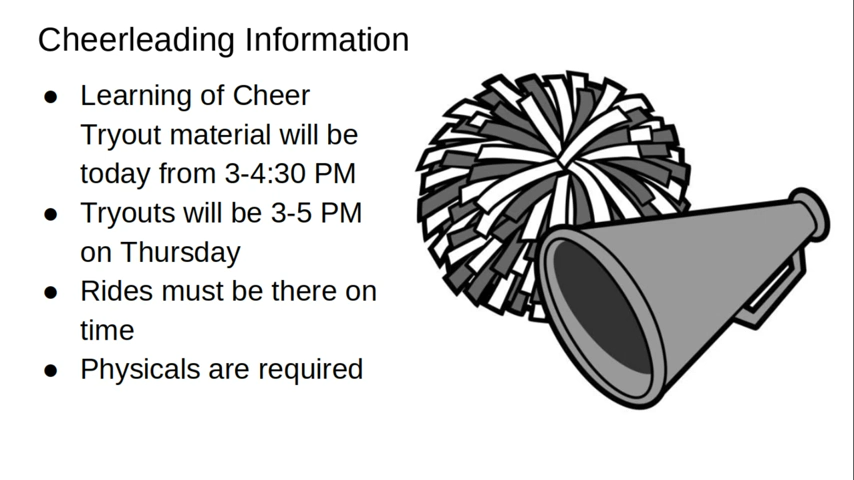 Cheerleading Information
● Learning of Cheer
Tryout material will be
today from 3-4:30 PM
● Tryouts will be 3-5 PM
on Thursday
● Rides must be there on
time
● Physicals are required